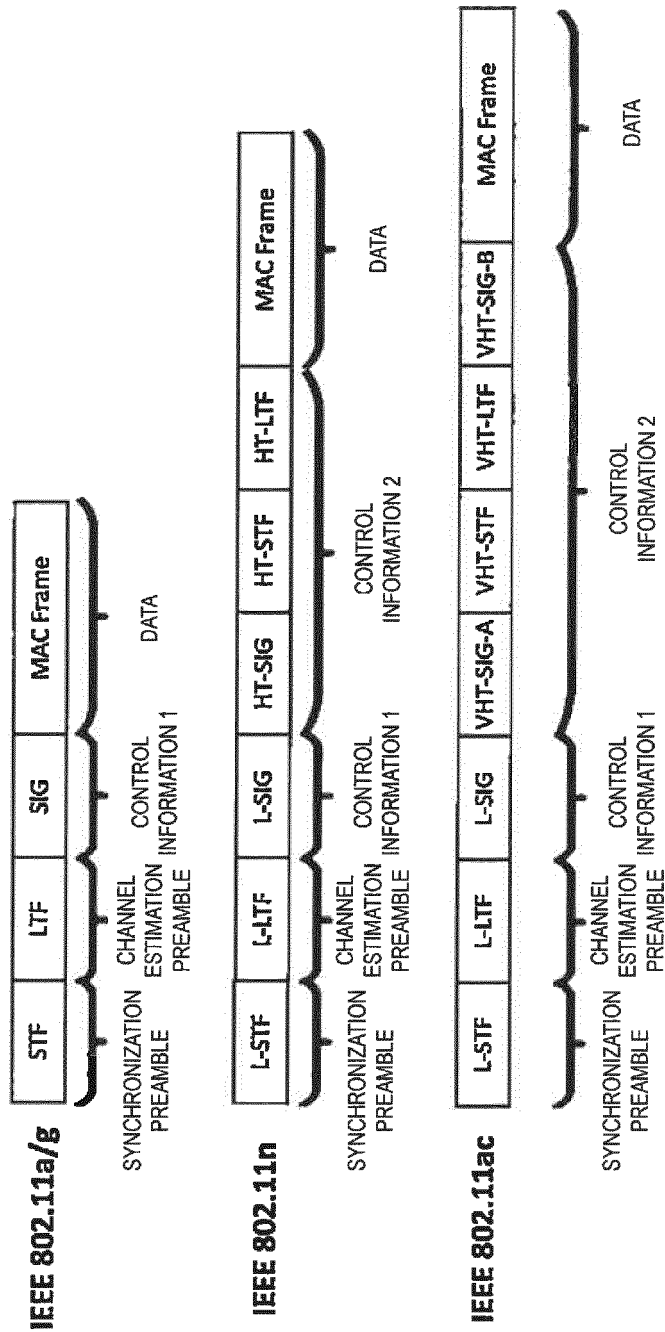 IEEE 802.11a/g
STF LTF SIG MAC Frame
SYNCHRONIZATION
PREAMBLE
CHANNEL
ESTIMATION
PREAMBLE
CONTROL
INFORMATION 1
DATA
IEEE 802.11n
L-STF L-LTF L-SIG HT-SIG HT-STF HT-LTF MAC Frame
SYNCHRONIZATION
PREAMBLE
CHANNEL
ESTIMATION
PREAMBLE
CONTROL
INFORMATION 1
CONTROL
INFORMATION 2
DATA
IEEE 802.11ac
L-STF L-LTF L-SIG VHT-SIG-A VHT-STF VHT-LTF VHT-SIG-B MAC Frame
SYNCHRONIZATION
PREAMBLE
CHANNEL
ESTIMATION
PREAMBLE
CONTROL
INFORMATION 1
CONTROL
INFORMATION 2
DATA